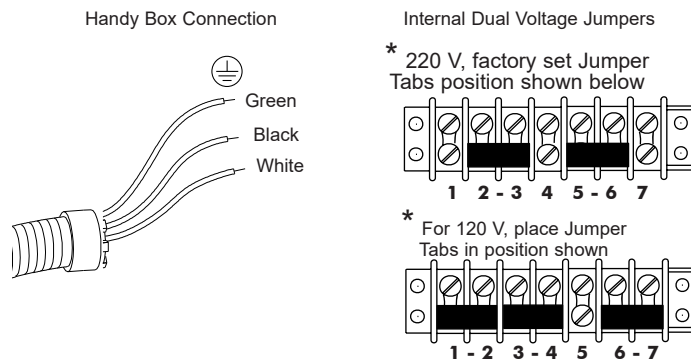 Handy Box Connection
Green
Black
White
Internal Dual Voltage Jumpers
* 220 V, factory set Jumper
Tabs position shown below
1 2 - 3 4 5 - 6 7
* For 120 V, place Jumper
Tabs in position shown
1 - 2 3 - 4 5 6 - 7